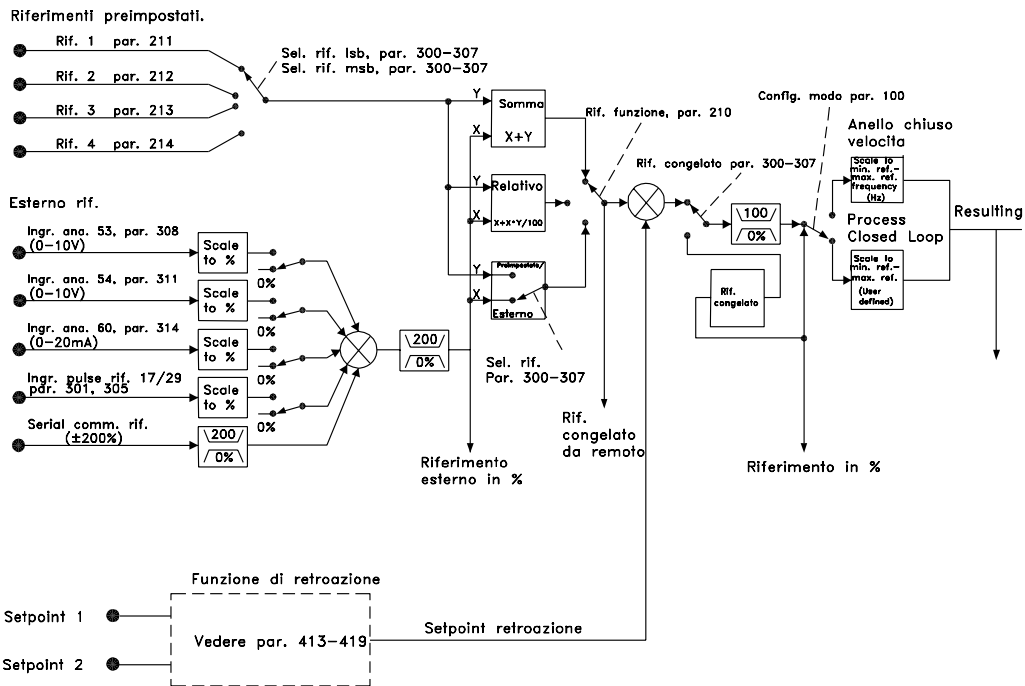 Riferimenti preimpostati.
Rif. 1 par. 211
Rif. 2 par. 212
Rif. 3 par. 213
Rif. 4 par. 214
Sel. rif. lsb, par. 300-307
Sel. rif. msb, par. 300-307
Y
Somma
X
X+Y
Y
Relativo
X
X+X*Y/100
Y
Preimpostato/
X
Esterno
Sel. rif.
Par. 300-307
Rif. funzione, par. 210
Rif. congelato par. 300-307
Config. modo par. 100
Anello chiuso
velocita
Scale to
min. ref.-
max. ref.
frequency
(Hz)
Process
Closed Loop
Scale to
min. ref.-
max. ref.
(User
defined)
Resulting
100
0%
Rif.
congelato
Rif.
congelato
da remoto
Riferimento in %
Esterno rif.
Ingr. ana. 53, par. 308
(0-10V)
Scale
to %
0%
Ingr. ana. 54, par. 311
(0-10V)
Scale
to %
0%
Ingr. ana. 60, par. 314
(0-20mA)
Scale
to %
0%
Ingr. pulse rif. 17/29
par. 301, 305
Scale
to %
0%
Serial comm. rif.
(±200%)
200
0%
200
0%
Riferimento
esterno in %
Funzione di retroazione
Setpoint 1
Vedere par. 413-419
Setpoint 2
Setpoint retroazione